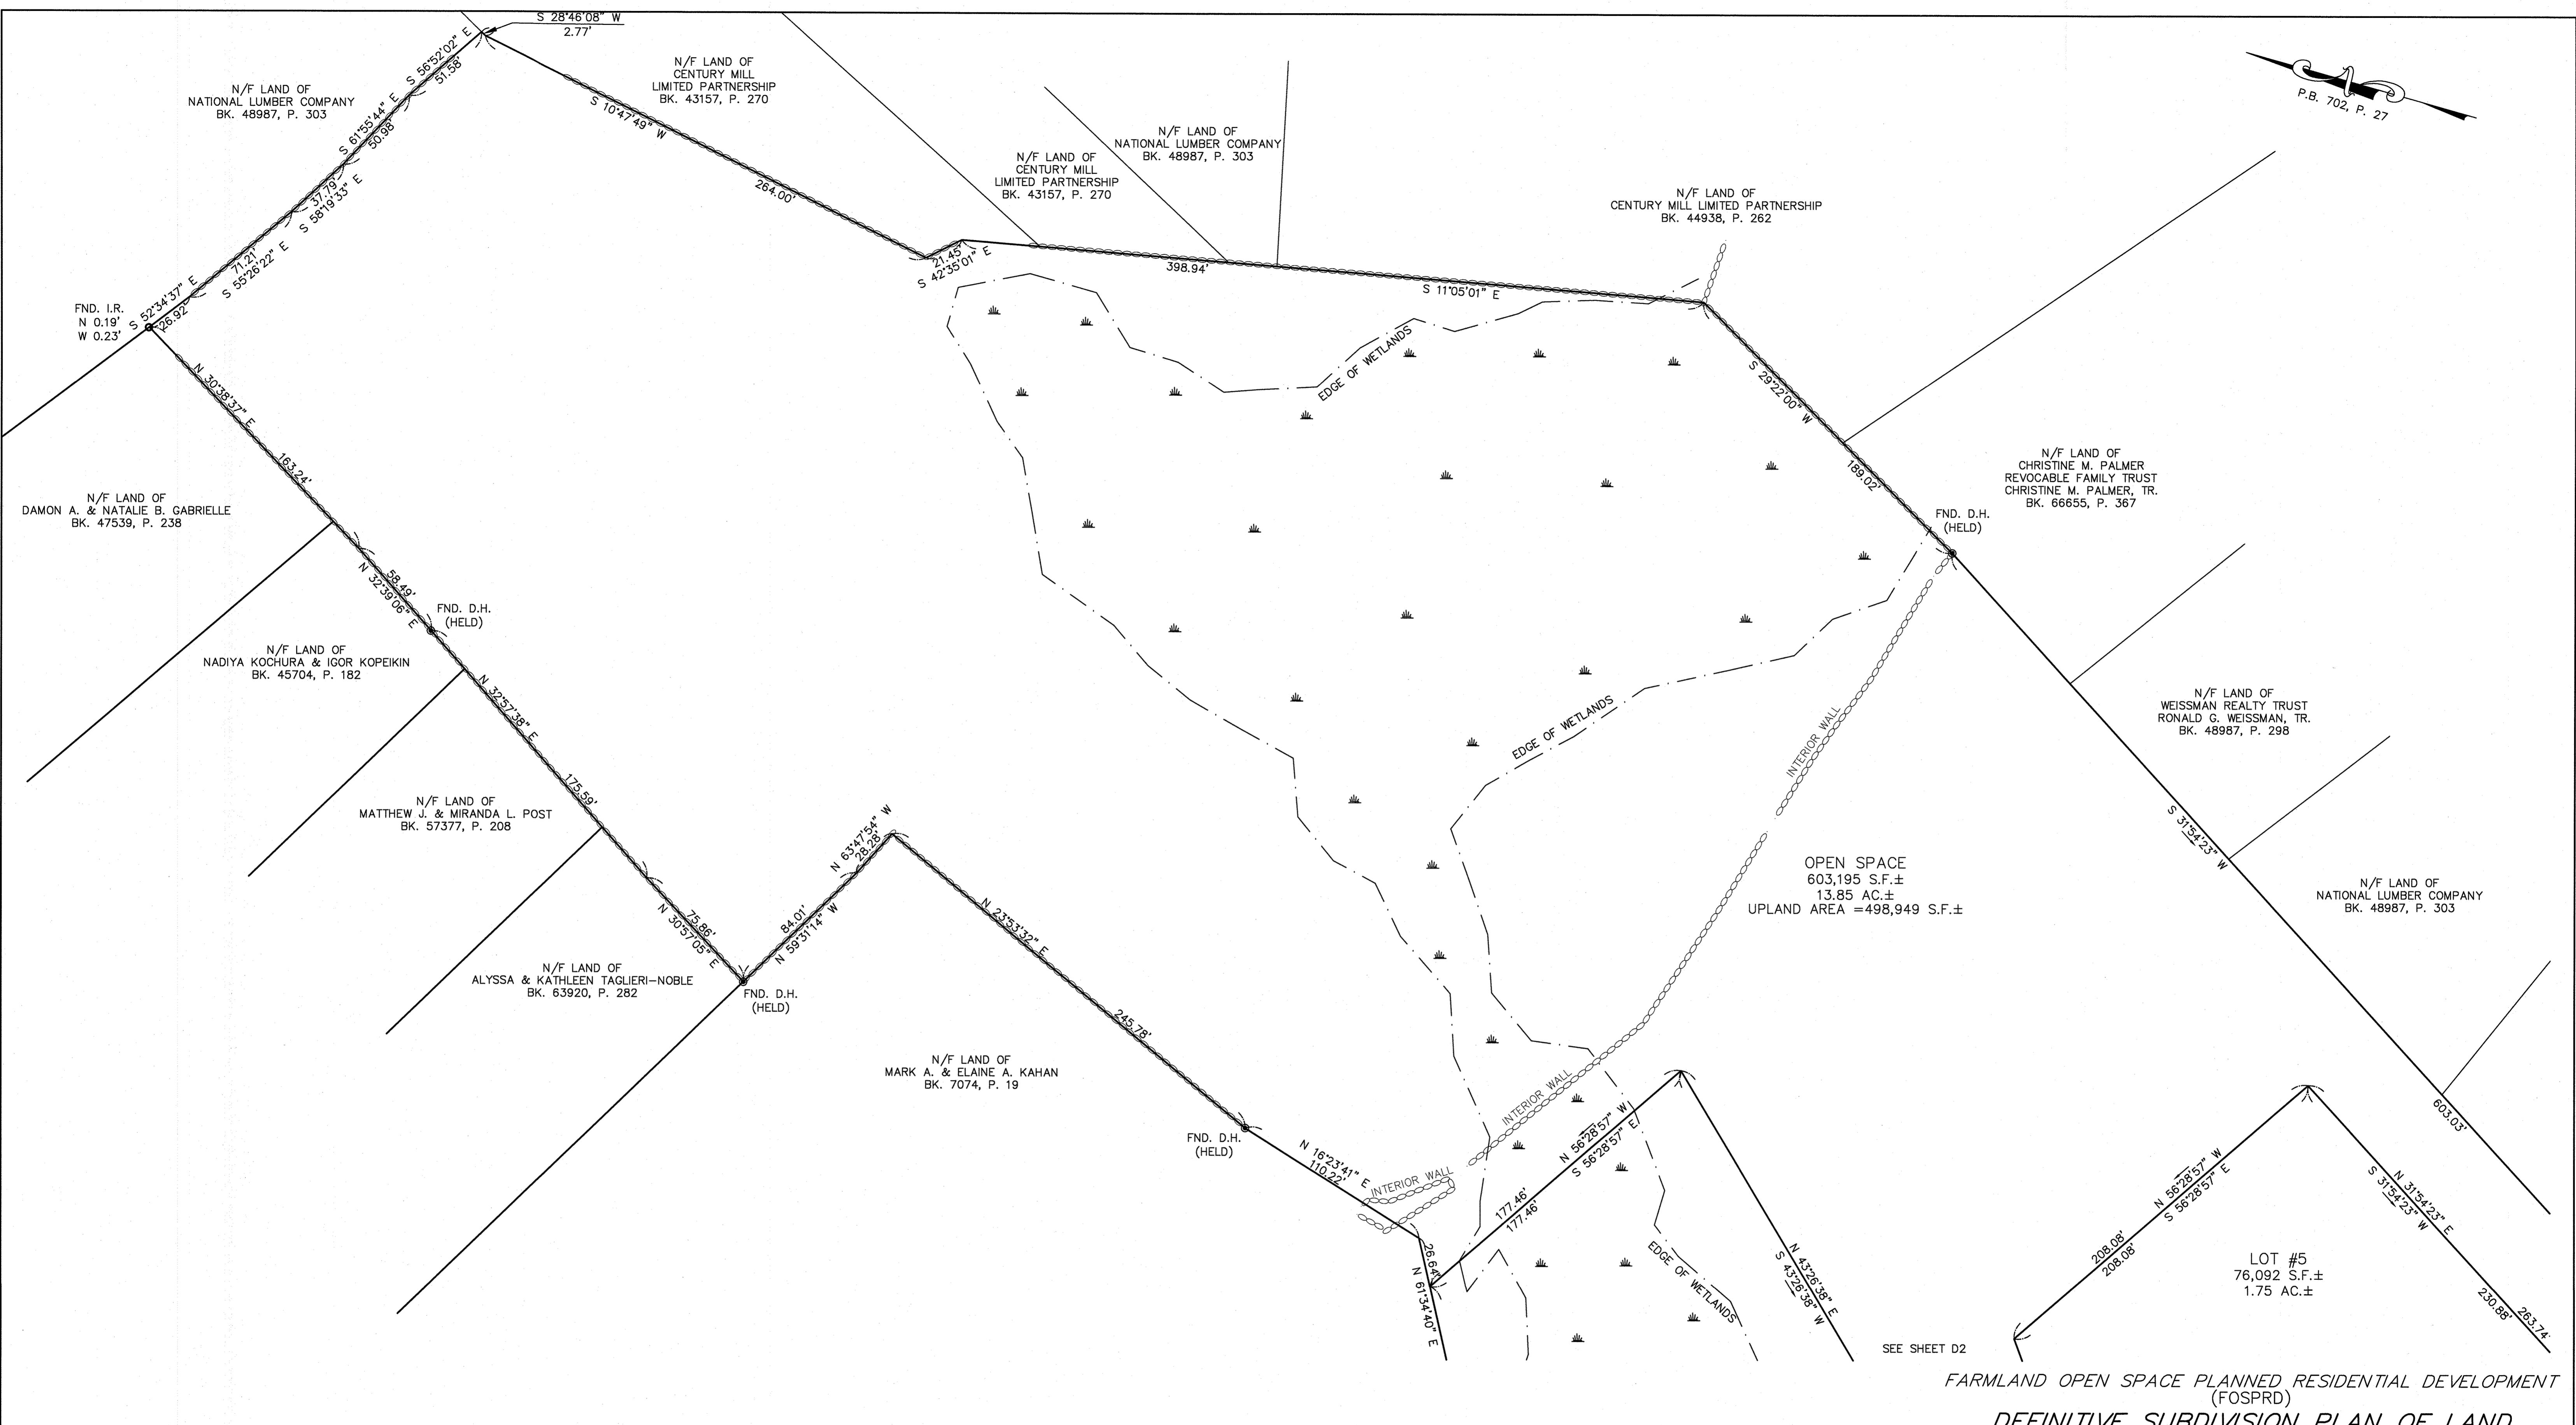 S 28°46'08" W
2.77'
P.B. 702, P. 27
N/F LAND OF
NATIONAL LUMBER COMPANY
BK. 48987, P. 303
S 56°52'02" E
51.58'
S 61°55'44" E
50.98'
37.79'
S 58°19'33" E
71.21'
S 55°26'22" E
S 52°34'37" E
26.92'
FND. I.R.
N 0.19'
W 0.23'
N/F LAND OF
CENTURY MILL
LIMITED PARTNERSHIP
BK. 43157, P. 270
S 10°47'49" W
264.00'
21.45'
S 42°35'01" E
N/F LAND OF
CENTURY MILL
LIMITED PARTNERSHIP
BK. 43157, P. 270
N/F LAND OF
NATIONAL LUMBER COMPANY
BK. 48987, P. 303
398.94'
S 11°05'01" E
N/F LAND OF
CENTURY MILL LIMITED PARTNERSHIP
BK. 44938, P. 262
EDGE OF WETLANDS
S 29°22'00" W
189.02'
N/F LAND OF
CHRISTINE M. PALMER
REVOCABLE FAMILY TRUST
CHRISTINE M. PALMER, TR.
BK. 66655, P. 367
FND. D.H.
(HELD)
N 30°38'37" E
163.24'
N/F LAND OF
DAMON A. & NATALIE B. GABRIELLE
BK. 47539, P. 238
58.49'
N 32°39'06" E
FND. D.H.
(HELD)
N/F LAND OF
NADIYA KOCHURA & IGOR KOPEIKIN
BK. 45704, P. 182
N 32°57'38" E
175.59'
N/F LAND OF
MATTHEW J. & MIRANDA L. POST
BK. 57377, P. 208
75.86'
N 30°57'05" E
N/F LAND OF
ALYSSA & KATHLEEN TAGLIERI-NOBLE
BK. 63920, P. 282
FND. D.H.
(HELD)
84.01'
N 59°31'14" W
N 63°47'54" W
28.28'
N 23°53'32" E
245.78'
N/F LAND OF
MARK A. & ELAINE A. KAHAN
BK. 7074, P. 19
FND. D.H.
(HELD)
N 16°23'41" E
110.22'
INTERIOR WALL
26.64'
N 61°34'40" E
INTERIOR WALL
N 56°28'57" W
S 56°28'57" E
177.46'
177.46'
EDGE OF WETLANDS
INTERIOR WALL
OPEN SPACE
603,195 S.F.±
13.85 AC.±
UPLAND AREA =498,949 S.F.±
N/F LAND OF
WEISSMAN REALTY TRUST
RONALD G. WEISSMAN, TR.
BK. 48987, P. 298
S 31°54'23" W
N/F LAND OF
NATIONAL LUMBER COMPANY
BK. 48987, P. 303
603.03'
EDGE OF WETLANDS
N 43°26'38" E
S 43°26'38" W
N 56°28'57" W
S 56°28'57" E
208.08'
208.08'
N 31°54'23" E
S 31°54'23" W
LOT #5
76,092 S.F.±
1.75 AC.±
263.74'
230.88'
SEE SHEET D2
FARMLAND OPEN SPACE PLANNED RESIDENTIAL DEVELOPMENT
(FOSPRD)
DEFINITIVE SUBDIVISION PLAN OF LAND